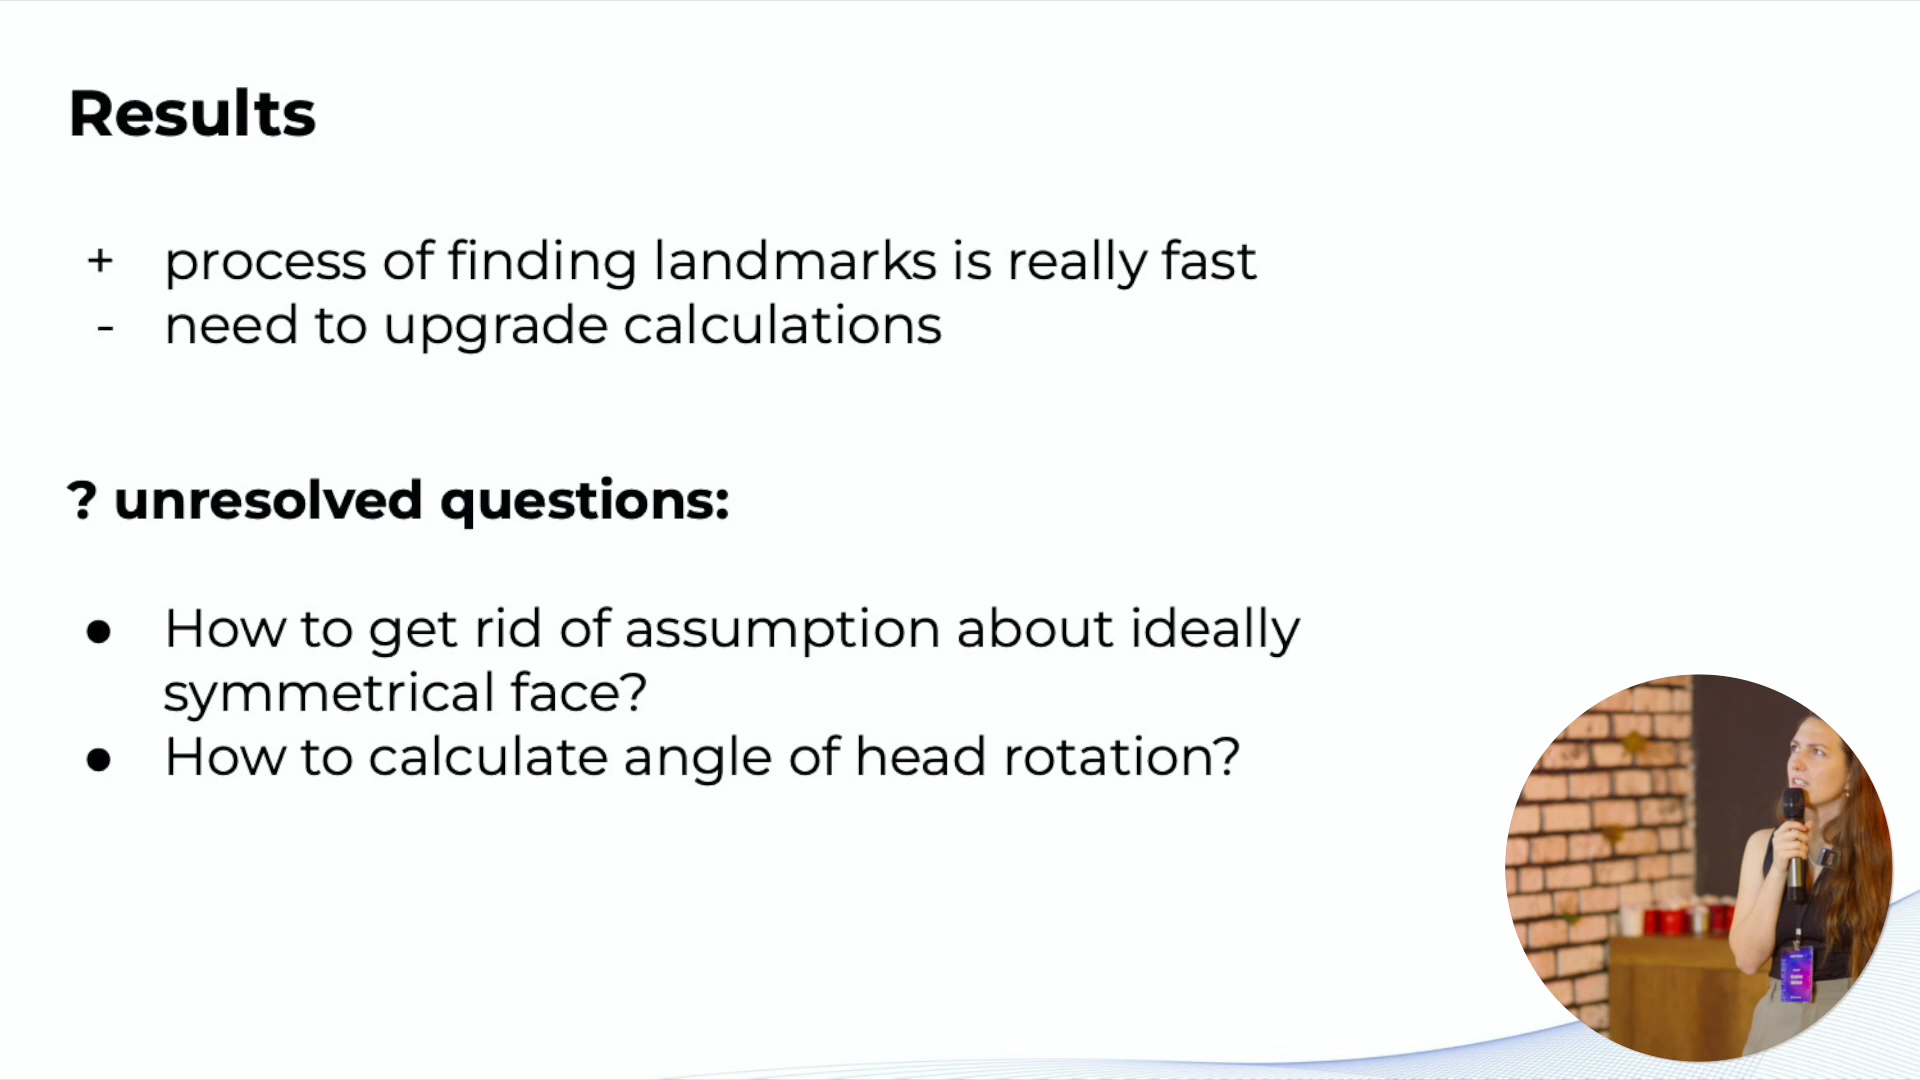 Results
+ process of finding landmarks is really fast
- need to upgrade calculations
? unresolved questions:
● How to get rid of assumption about ideally
symmetrical face?
● How to calculate angle of head rotation?